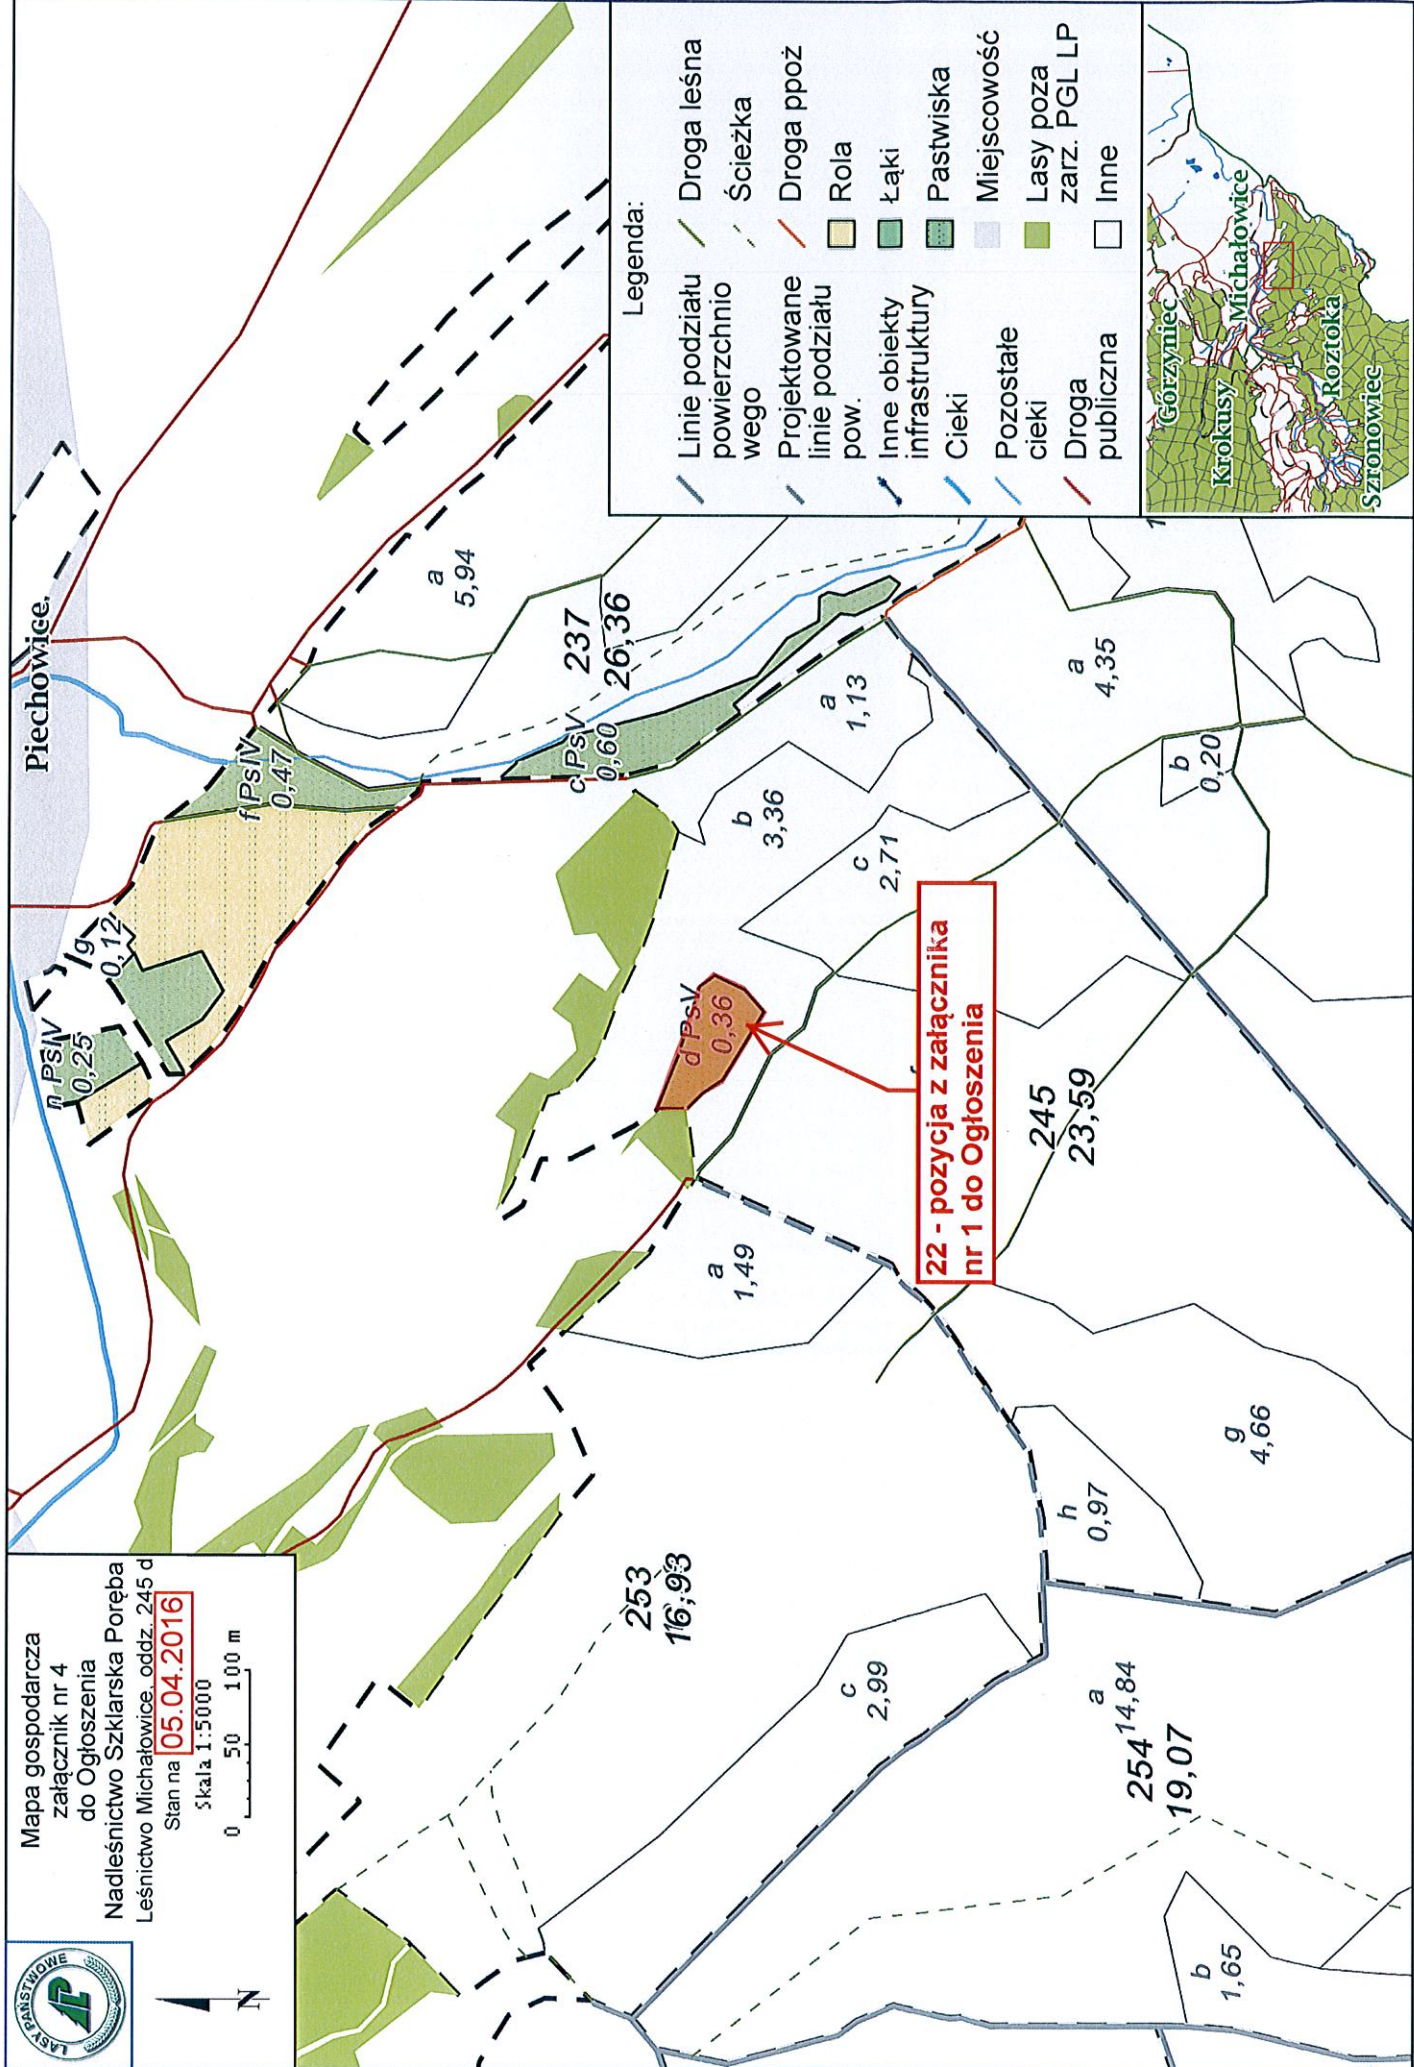 LASY PAŃSTWOWE
LP
Mapa gospodarcza
załącznik nr 4
do Ogłoszenia
Nadleśnictwo Szklarska Poręba
Leśnictwo Michałowice, oddz. 245 d
Stan na 05.04.2016
Skala 1:5000
0 50 100 m
N
Piechowice
n PsIV
0,25
g
0,12
f PsIV
0,47
a
5,94
237
26,36
c PsV
0,60
a
1,13
b
3,36
c
2,71
d PsV
0,36
a
4,35
b
0,20
22 - pozycja z załącznika
nr 1 do Ogłoszenia
245
23,59
a
1,49
g
4,66
h
0,97
253
16,93
c
2,99
a
14,84
254
19,07
b
1,65
Legenda:
Linie podziału
powierzchnio
wego
Projektowane
linie podziału
pow.
Inne obiekty
infrastruktury
Cieki
Pozostałe
cieki
Droga
publiczna
Droga leśna
Ścieżka
Droga ppoż
Rola
Łąki
Pastwiska
Miejscowość
Lasy poza
zarz. PGL LP
Inne
Górzyniec
Krokusy
Michałowice
Roztoka
Szronowiec